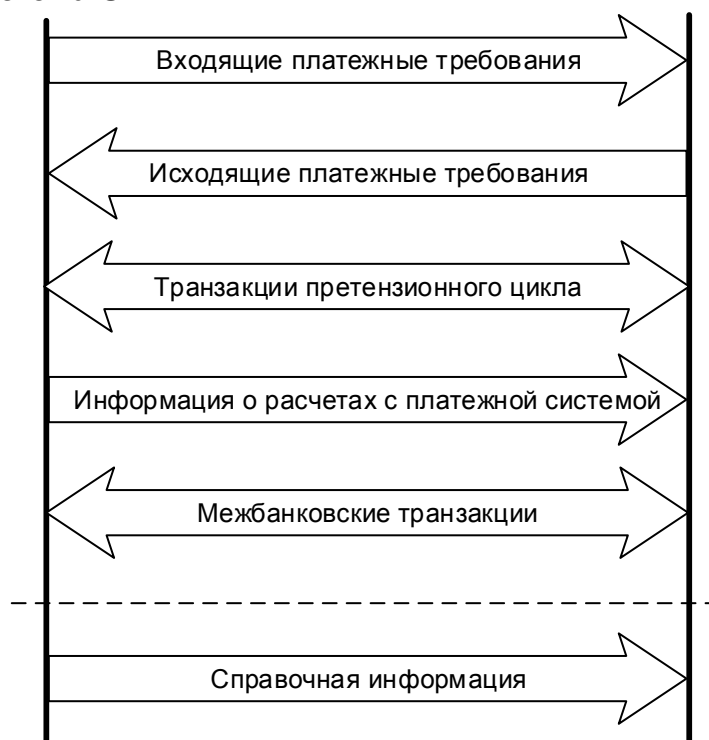 Входящие платежные требования
Исходящие платежные требования
Транзакции претензионного цикла
Информация о расчетах с платежной системой
Межбанковские транзакции
Справочная информация